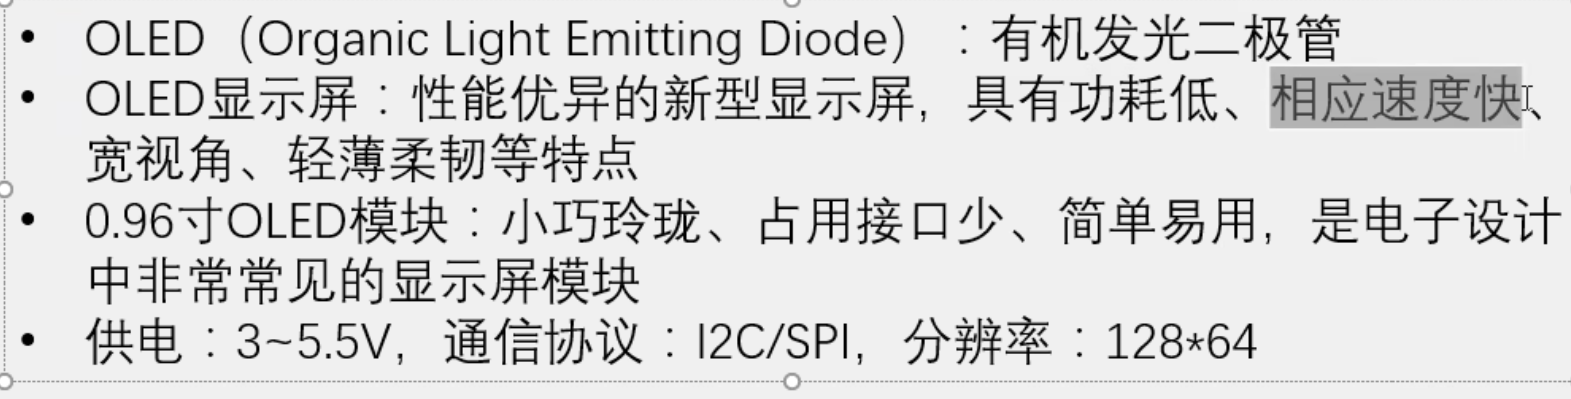 • OLED（Organic Light Emitting Diode）：有机发光二极管
• OLED显示屏：性能优异的新型显示屏，具有功耗低、相应速度快、
宽视角、轻薄柔韧等特点
• 0.96寸OLED模块：小巧玲珑、占用接口少、简单易用，是电子设计
中非常常见的显示屏模块
• 供电：3~5.5V，通信协议：I2C/SPI，分辨率：128*64